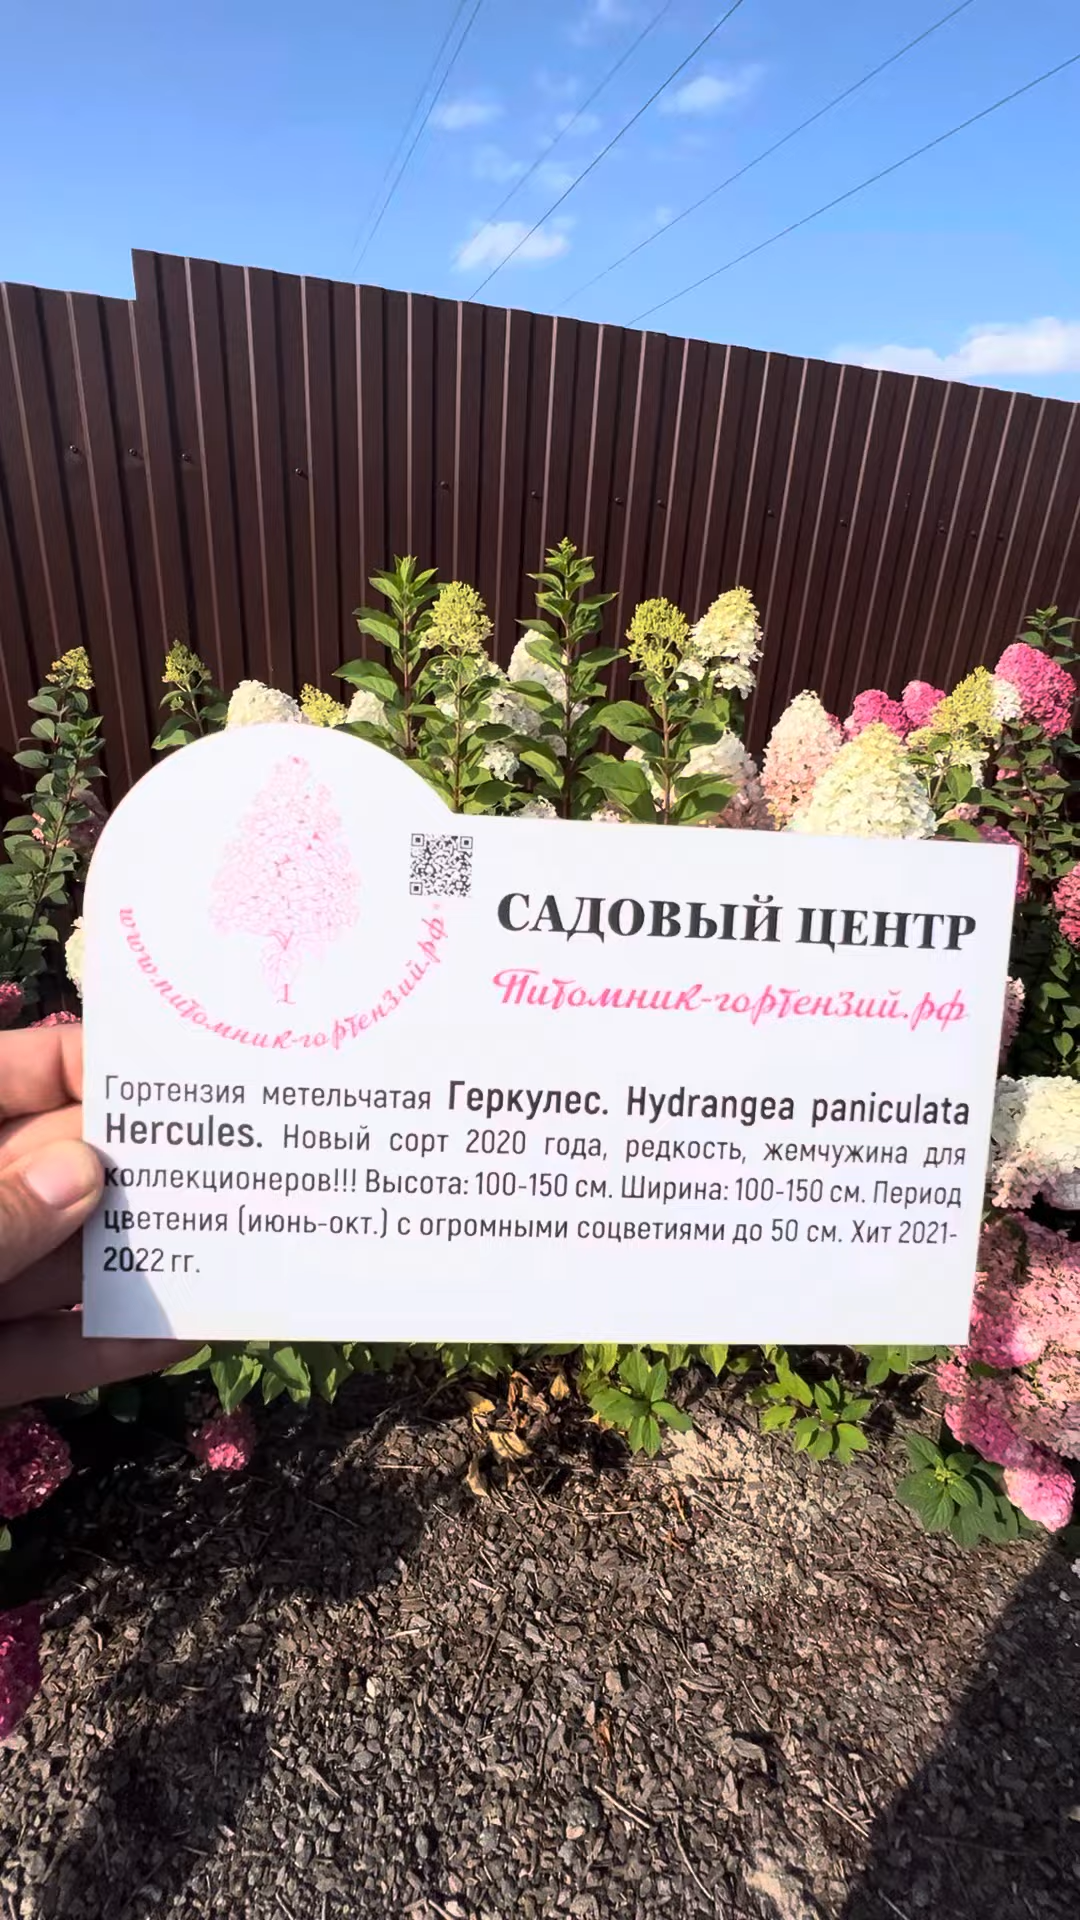 www.питомник-гортензий.рф
САДОВЫЙ ЦЕНТР
Питомник-гортензий.рф
Гортензия метельчатая Геркулес. Hydrangea paniculata
Hercules. Новый сорт 2020 года, редкость, жемчужина для
коллекционеров!!! Высота: 100-150 см. Ширина: 100-150 см. Период
цветения (июнь-окт.) с огромными соцветиями до 50 см. Хит 2021-
2022 гг.